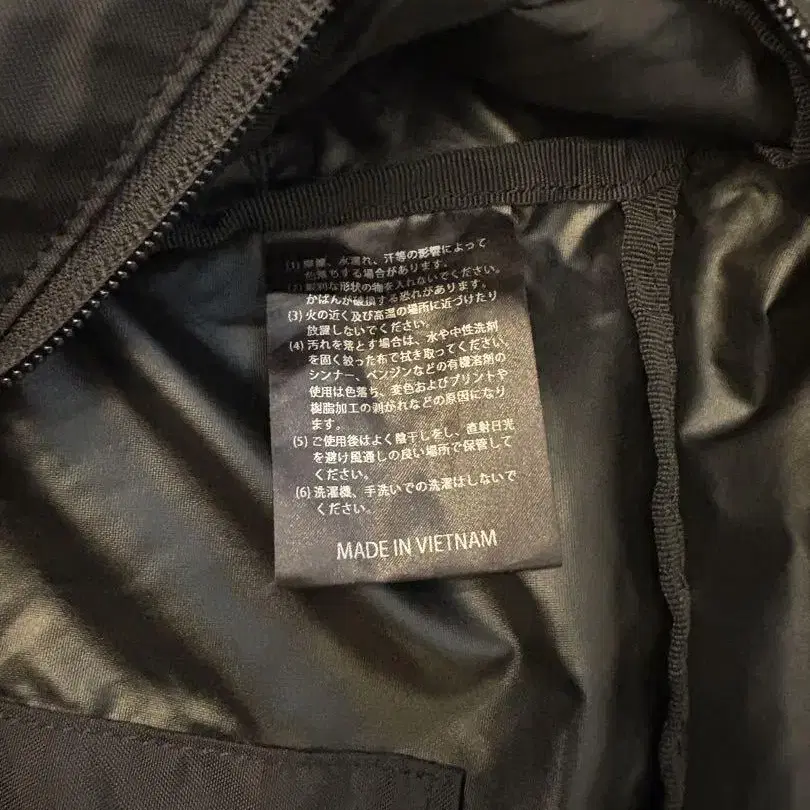 (1) 摩擦、水濡れ、汗等の影響によって
色落ちする場合があります。
(2) 鋭利な形状の物を入れないでください。
かばんが破損する恐れがあります。
(3) 火の近く及び高温の場所に近づけたり
放置しないでください。
(4) 汚れを落とす場合は、水や中性洗剤
を固く絞った布で拭き取ってください。
シンナー、ベンジンなどの有機溶剤の
使用は色落ち、変色およびプリントや
樹脂加工の剥がれなどの原因になり
ます。
(5) ご使用後はよく陰干しをし、直射日光
を避け風通しの良い場所で保管して
ください。
(6) 洗濯機、手洗いでの洗濯はしないで
ください。
MADE IN VIETNAM